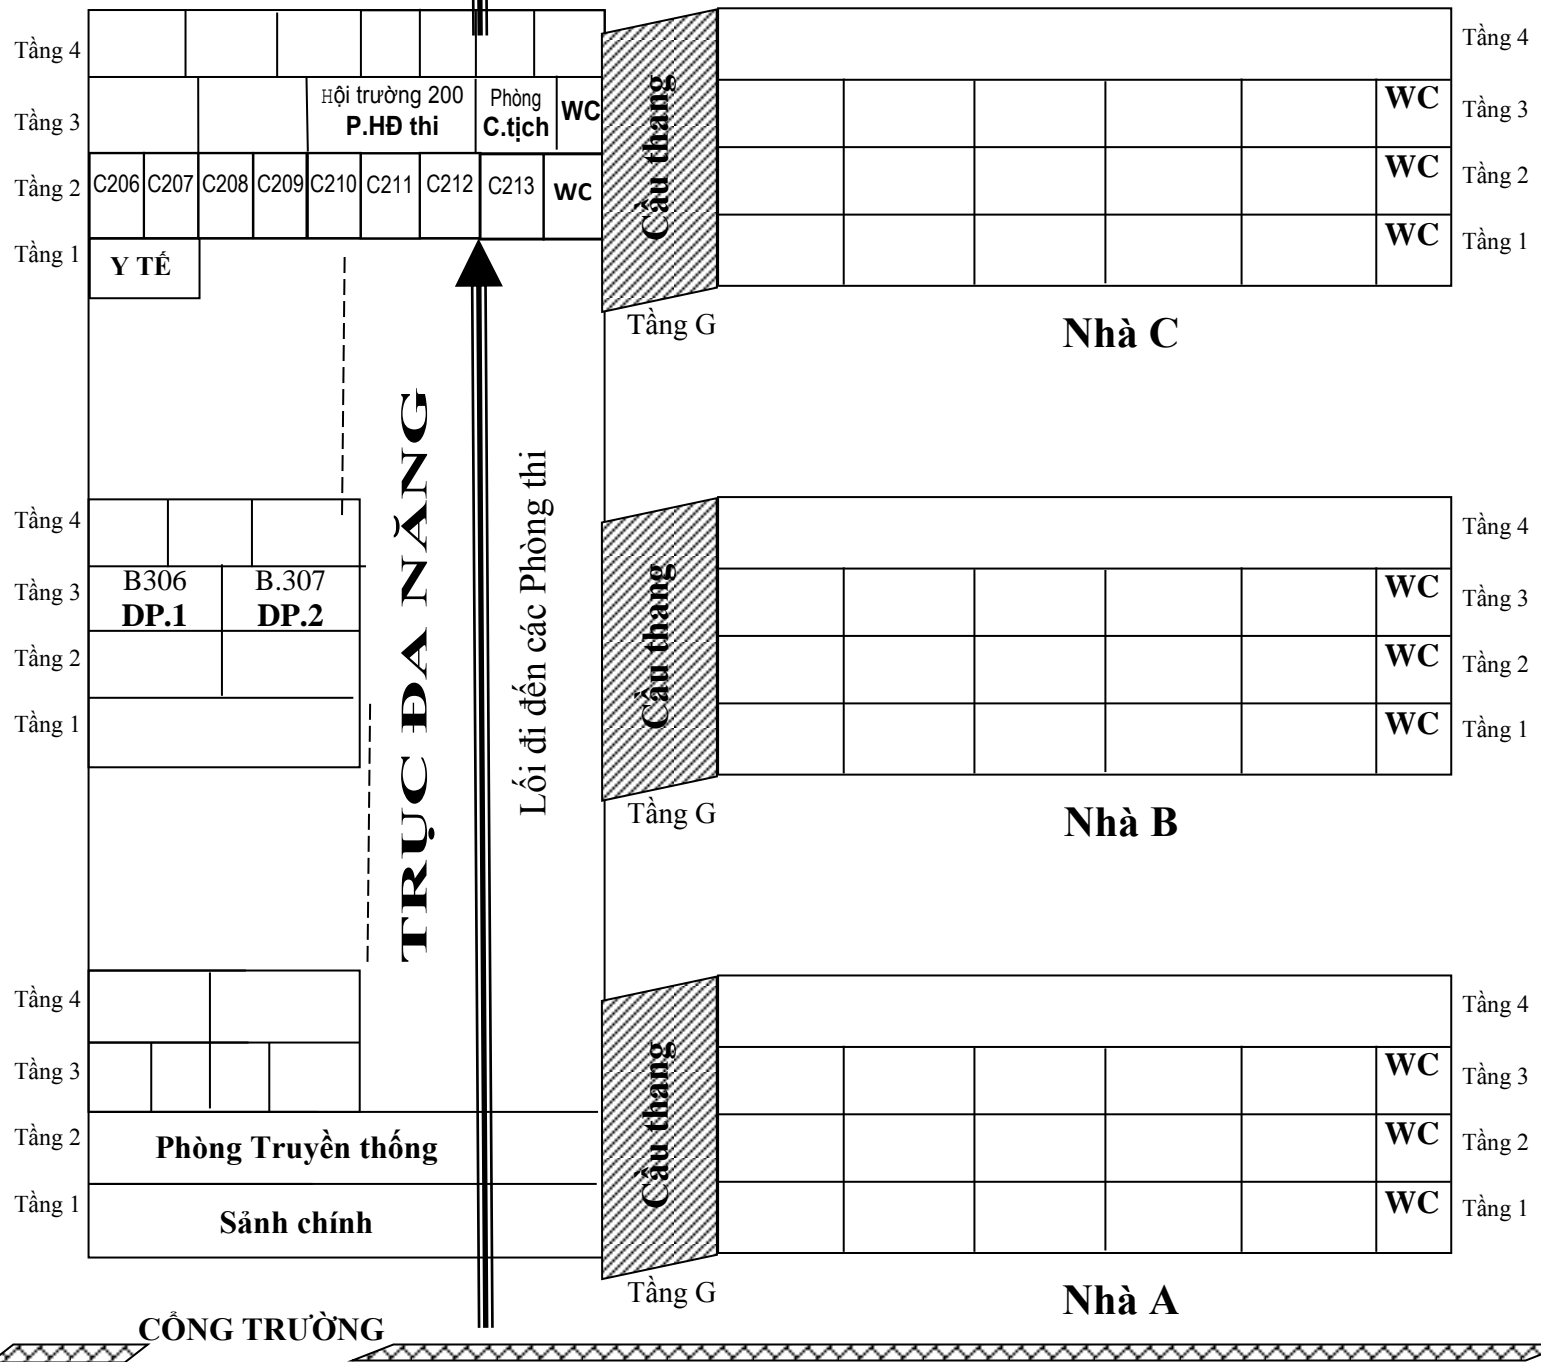 Tầng 4
Tầng 4
Tầng 3
Hội trường 200
P.HĐ thi
Phòng
C.tịch
WC
WC
Tầng 3
Tầng 2
C206
C207
C208
C209
C210
C211
C212
C213
WC
WC
Tầng 2
Tầng 1
Y TẾ
WC
Tầng 1
Cầu thang
Tầng G
Nhà C
TRỤC ĐA NĂNG
Lối đi đến các Phòng thi
Tầng 4
Tầng 4
Tầng 3
B306
DP.1
B.307
DP.2
WC
Tầng 3
Tầng 2
WC
Tầng 2
Tầng 1
WC
Tầng 1
Cầu thang
Tầng G
Nhà B
Tầng 4
Tầng 4
Tầng 3
WC
Tầng 3
Tầng 2
Phòng Truyền thống
WC
Tầng 2
Tầng 1
Sảnh chính
WC
Tầng 1
Cầu thang
Tầng G
Nhà A
CỔNG TRƯỜNG